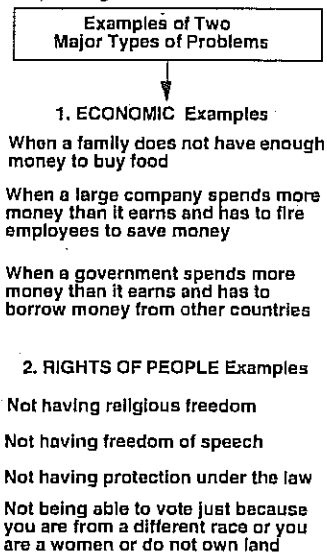 Examples of Two
Major Types of Problems
1. ECONOMIC Examples
When a family does not have enough
money to buy food
When a large company spends more
money than it earns and has to fire
employees to save money
When a government spends more
money than it earns and has to
borrow money from other countries
2. RIGHTS OF PEOPLE Examples
Not having religious freedom
Not having freedom of speech
Not having protection under the law
Not being able to vote just because
you are from a different race or you
are a women or do not own land